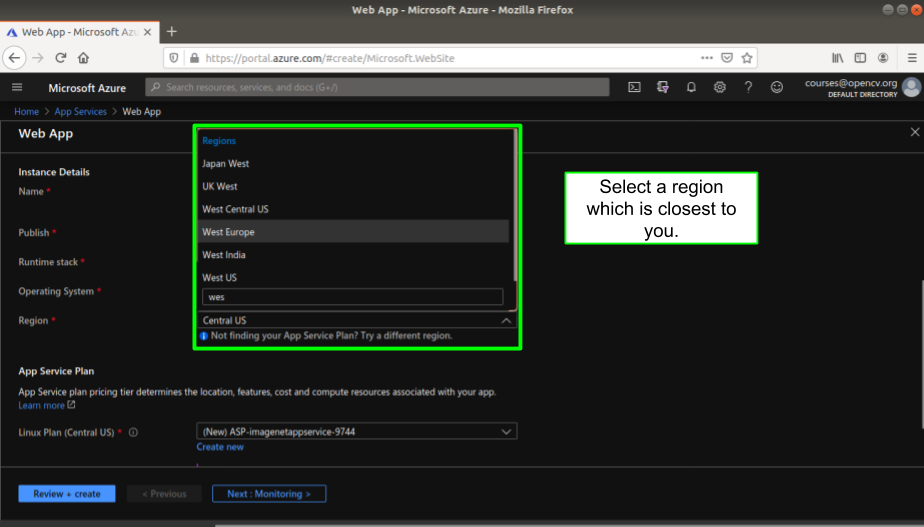 Web App - Microsoft Azure - Mozilla Firefox
Web App - Microsoft Azu
https://portal.azure.com/#create/Microsoft.WebSite
Microsoft Azure
Search resources, services, and docs (G+/)
courses@opencv.org
DEFAULT DIRECTORY
Home > App Services > Web App
Web App
Instance Details
Name *
Publish *
Runtime stack *
Operating System *
Region *
Regions
Japan West
UK West
West Central US
West Europe
West India
West US
wes
Central US
Not finding your App Service Plan? Try a different region.
Select a region
which is closest to
you.
App Service Plan
App Service plan pricing tier determines the location, features, cost and compute resources associated with your app.
Learn more
Linux Plan (Central US) *
(New) ASP-imagenetappservice-9744
Create new
Review + create
< Previous
Next : Monitoring >